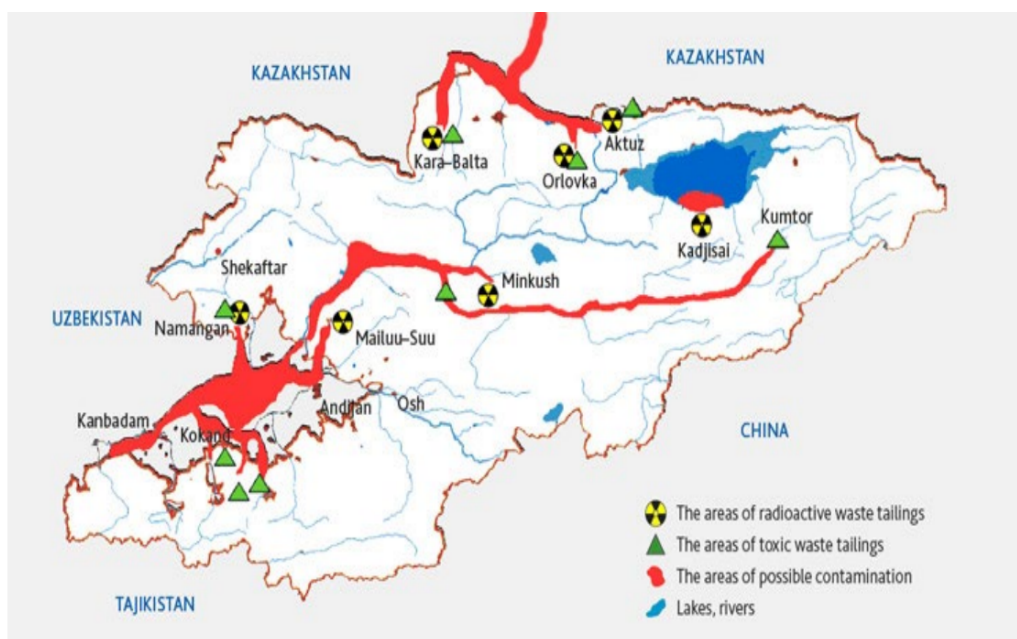 KAZAKHSTAN
KAZAKHSTAN
Kara–Balta
Aktuz
Orlovka
Kumtor
Kadjisai
Shekaftar
Minkush
UZBEKISTAN
Namangan
Mailuu–Suu
Kanbadam
Andijan
Osh
Kokand
CHINA
The areas of radioactive waste tailings
The areas of toxic waste tailings
The areas of possible contamination
Lakes, rivers
TAJIKISTAN